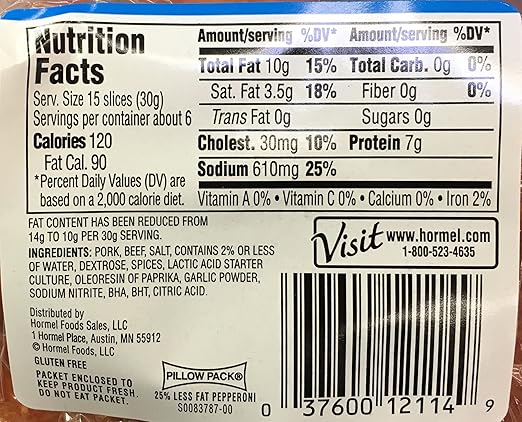 Nutrition
Facts
Serv. Size 15 slices (30g)
Servings per container about 6
Calories 120
Fat Cal. 90
*Percent Daily Values (DV) are
based on a 2,000 calorie diet.
Amount/serving %DV* Amount/serving %DV*
Total Fat 10g 15% Total Carb. 0g 0%
Sat. Fat 3.5g 18% Fiber 0g 0%
Trans Fat 0g Sugars 0g
Cholest. 30mg 10% Protein 7g
Sodium 610mg 25%
Vitamin A 0% • Vitamin C 0% • Calcium 0% • Iron 2%
FAT CONTENT HAS BEEN REDUCED FROM
14g TO 10g PER 30g SERVING.
INGREDIENTS: PORK, BEEF, SALT, CONTAINS 2% OR LESS
OF WATER, DEXTROSE, SPICES, LACTIC ACID STARTER
CULTURE, OLEORESIN OF PAPRIKA, GARLIC POWDER,
SODIUM NITRITE, BHA, BHT, CITRIC ACID.
Visit www.hormel.com
1-800-523-4635
Distributed by
Hormel Foods Sales, LLC
1 Hormel Place, Austin, MN 55912
© Hormel Foods, LLC
GLUTEN FREE
PACKET ENCLOSED TO
KEEP PRODUCT FRESH.
DO NOT EAT PACKET.
PILLOW PACK®
25% LESS FAT PEPPERONI
S0083787-00
0 37600 12114 9